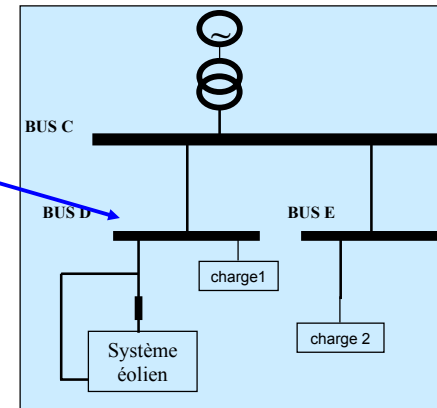 ~
BUS C
BUS D
BUS E
charge1
charge 2
Système
éolien